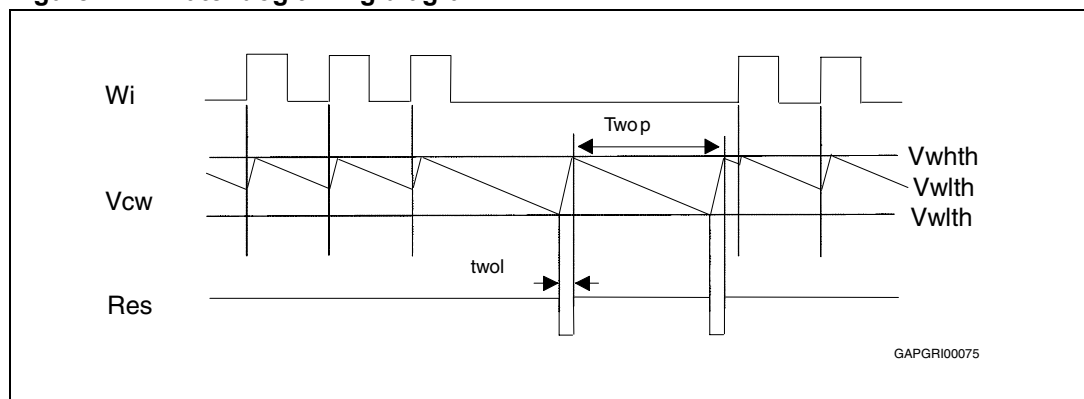 Wi
Twop
Vwhth
Vcw
Vwlth
Vwlth
twol
Res
GAPGRI00075